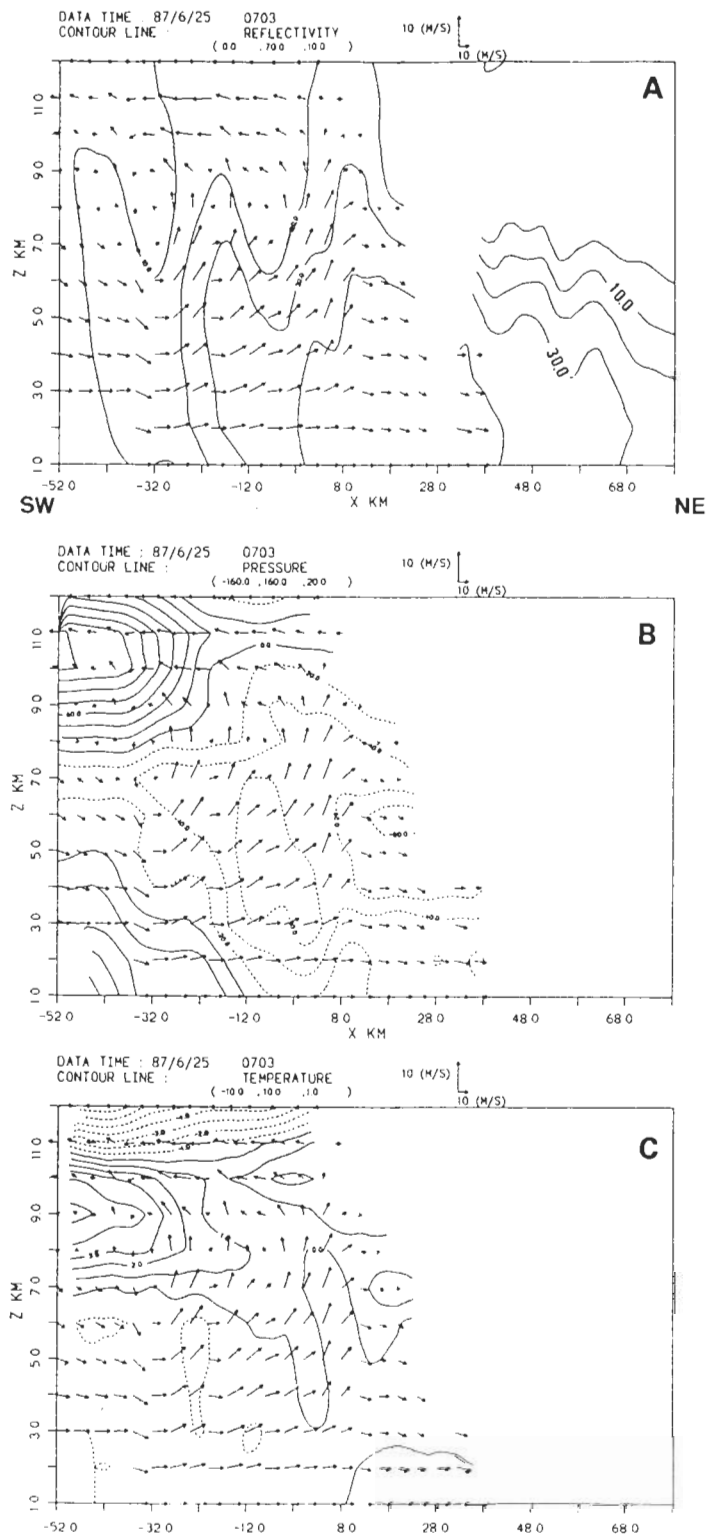 DATA TIME : 87/6/25 0703
CONTOUR LINE : REFLECTIVITY
( 0.0 ,70.0 ,10.0 )
10 (M/S)
10 (M/S)
A
Z KM
11.0
9.0
7.0
5.0
3.0
1.0
10.0
30.0
-52.0 -32.0 -12.0 8.0 28.0 48.0 68.0
SW X KM NE
DATA TIME : 87/6/25 0703
CONTOUR LINE : PRESSURE
( -160.0 ,160.0 ,20.0 )
10 (M/S)
10 (M/S)
B
Z KM
11.0
9.0
7.0
5.0
3.0
1.0
0.0
-52.0 -32.0 -12.0 8.0 28.0 48.0 68.0
X KM
DATA TIME : 87/6/25 0703
CONTOUR LINE : TEMPERATURE
( -10.0 ,10.0 ,1.0 )
10 (M/S)
10 (M/S)
C
Z KM
11.0
9.0
7.0
5.0
3.0
1.0
0.0
-52.0 -32.0 -12.0 8.0 28.0 48.0 68.0